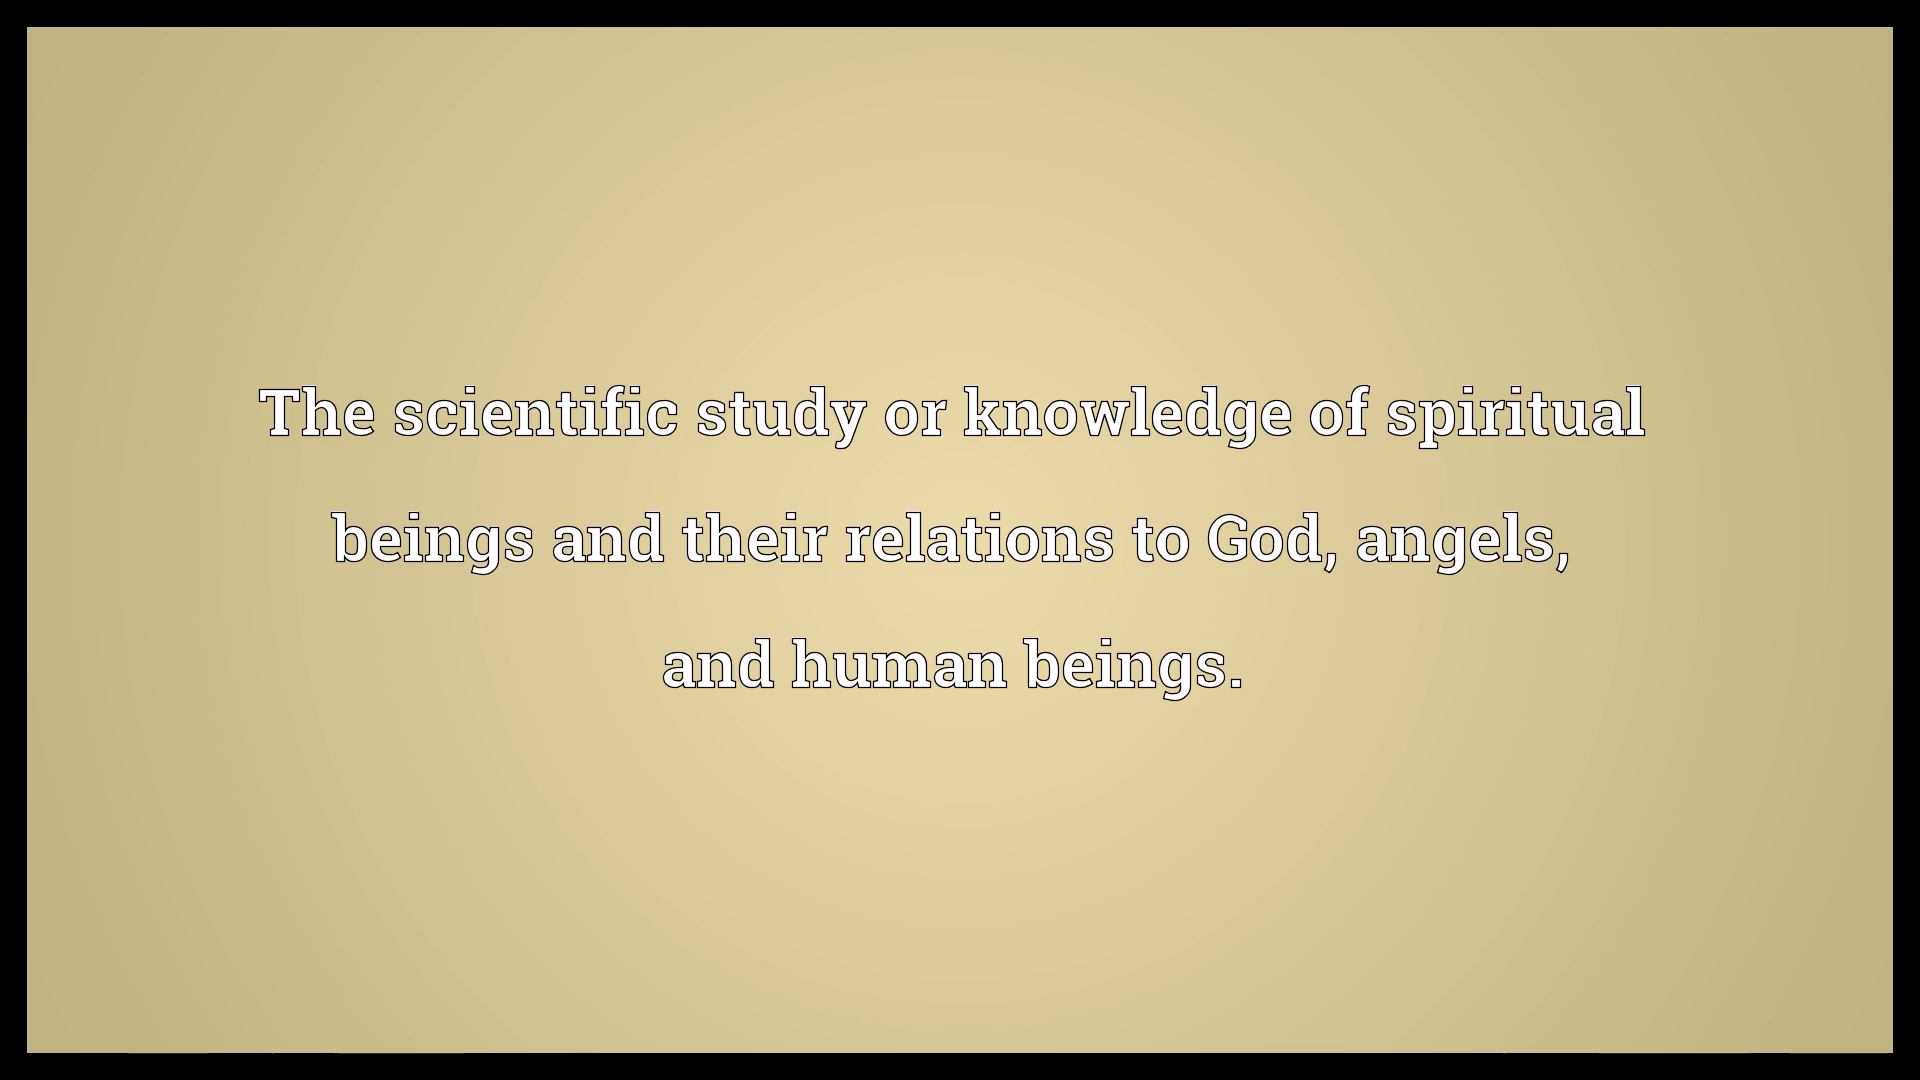 The scientific study or knowledge of spiritual
beings and their relations to God, angels,
and human beings.